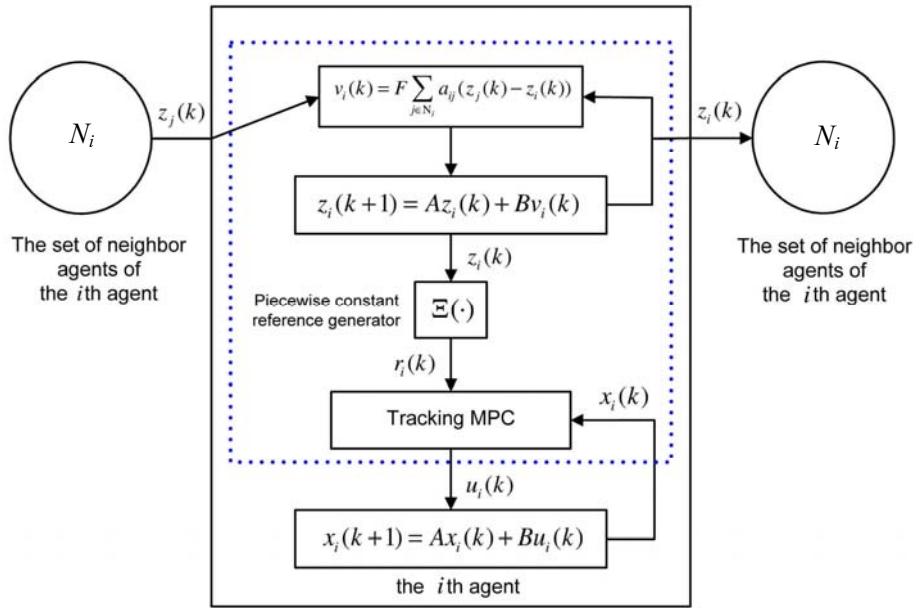 v_i(k) = F ∑_{j∈N_i} a_{ij}(z_j(k) − z_i(k))
z_j(k)
z_i(k)
N_i
N_i
z_i(k+1) = Az_i(k) + Bv_i(k)
The set of neighbor
agents of
the ith agent
The set of neighbor
agents of
the ith agent
z_i(k)
Piecewise constant
reference generator
Ξ(·)
r_i(k)
x_i(k)
Tracking MPC
u_i(k)
x_i(k+1) = Ax_i(k) + Bu_i(k)
the ith agent